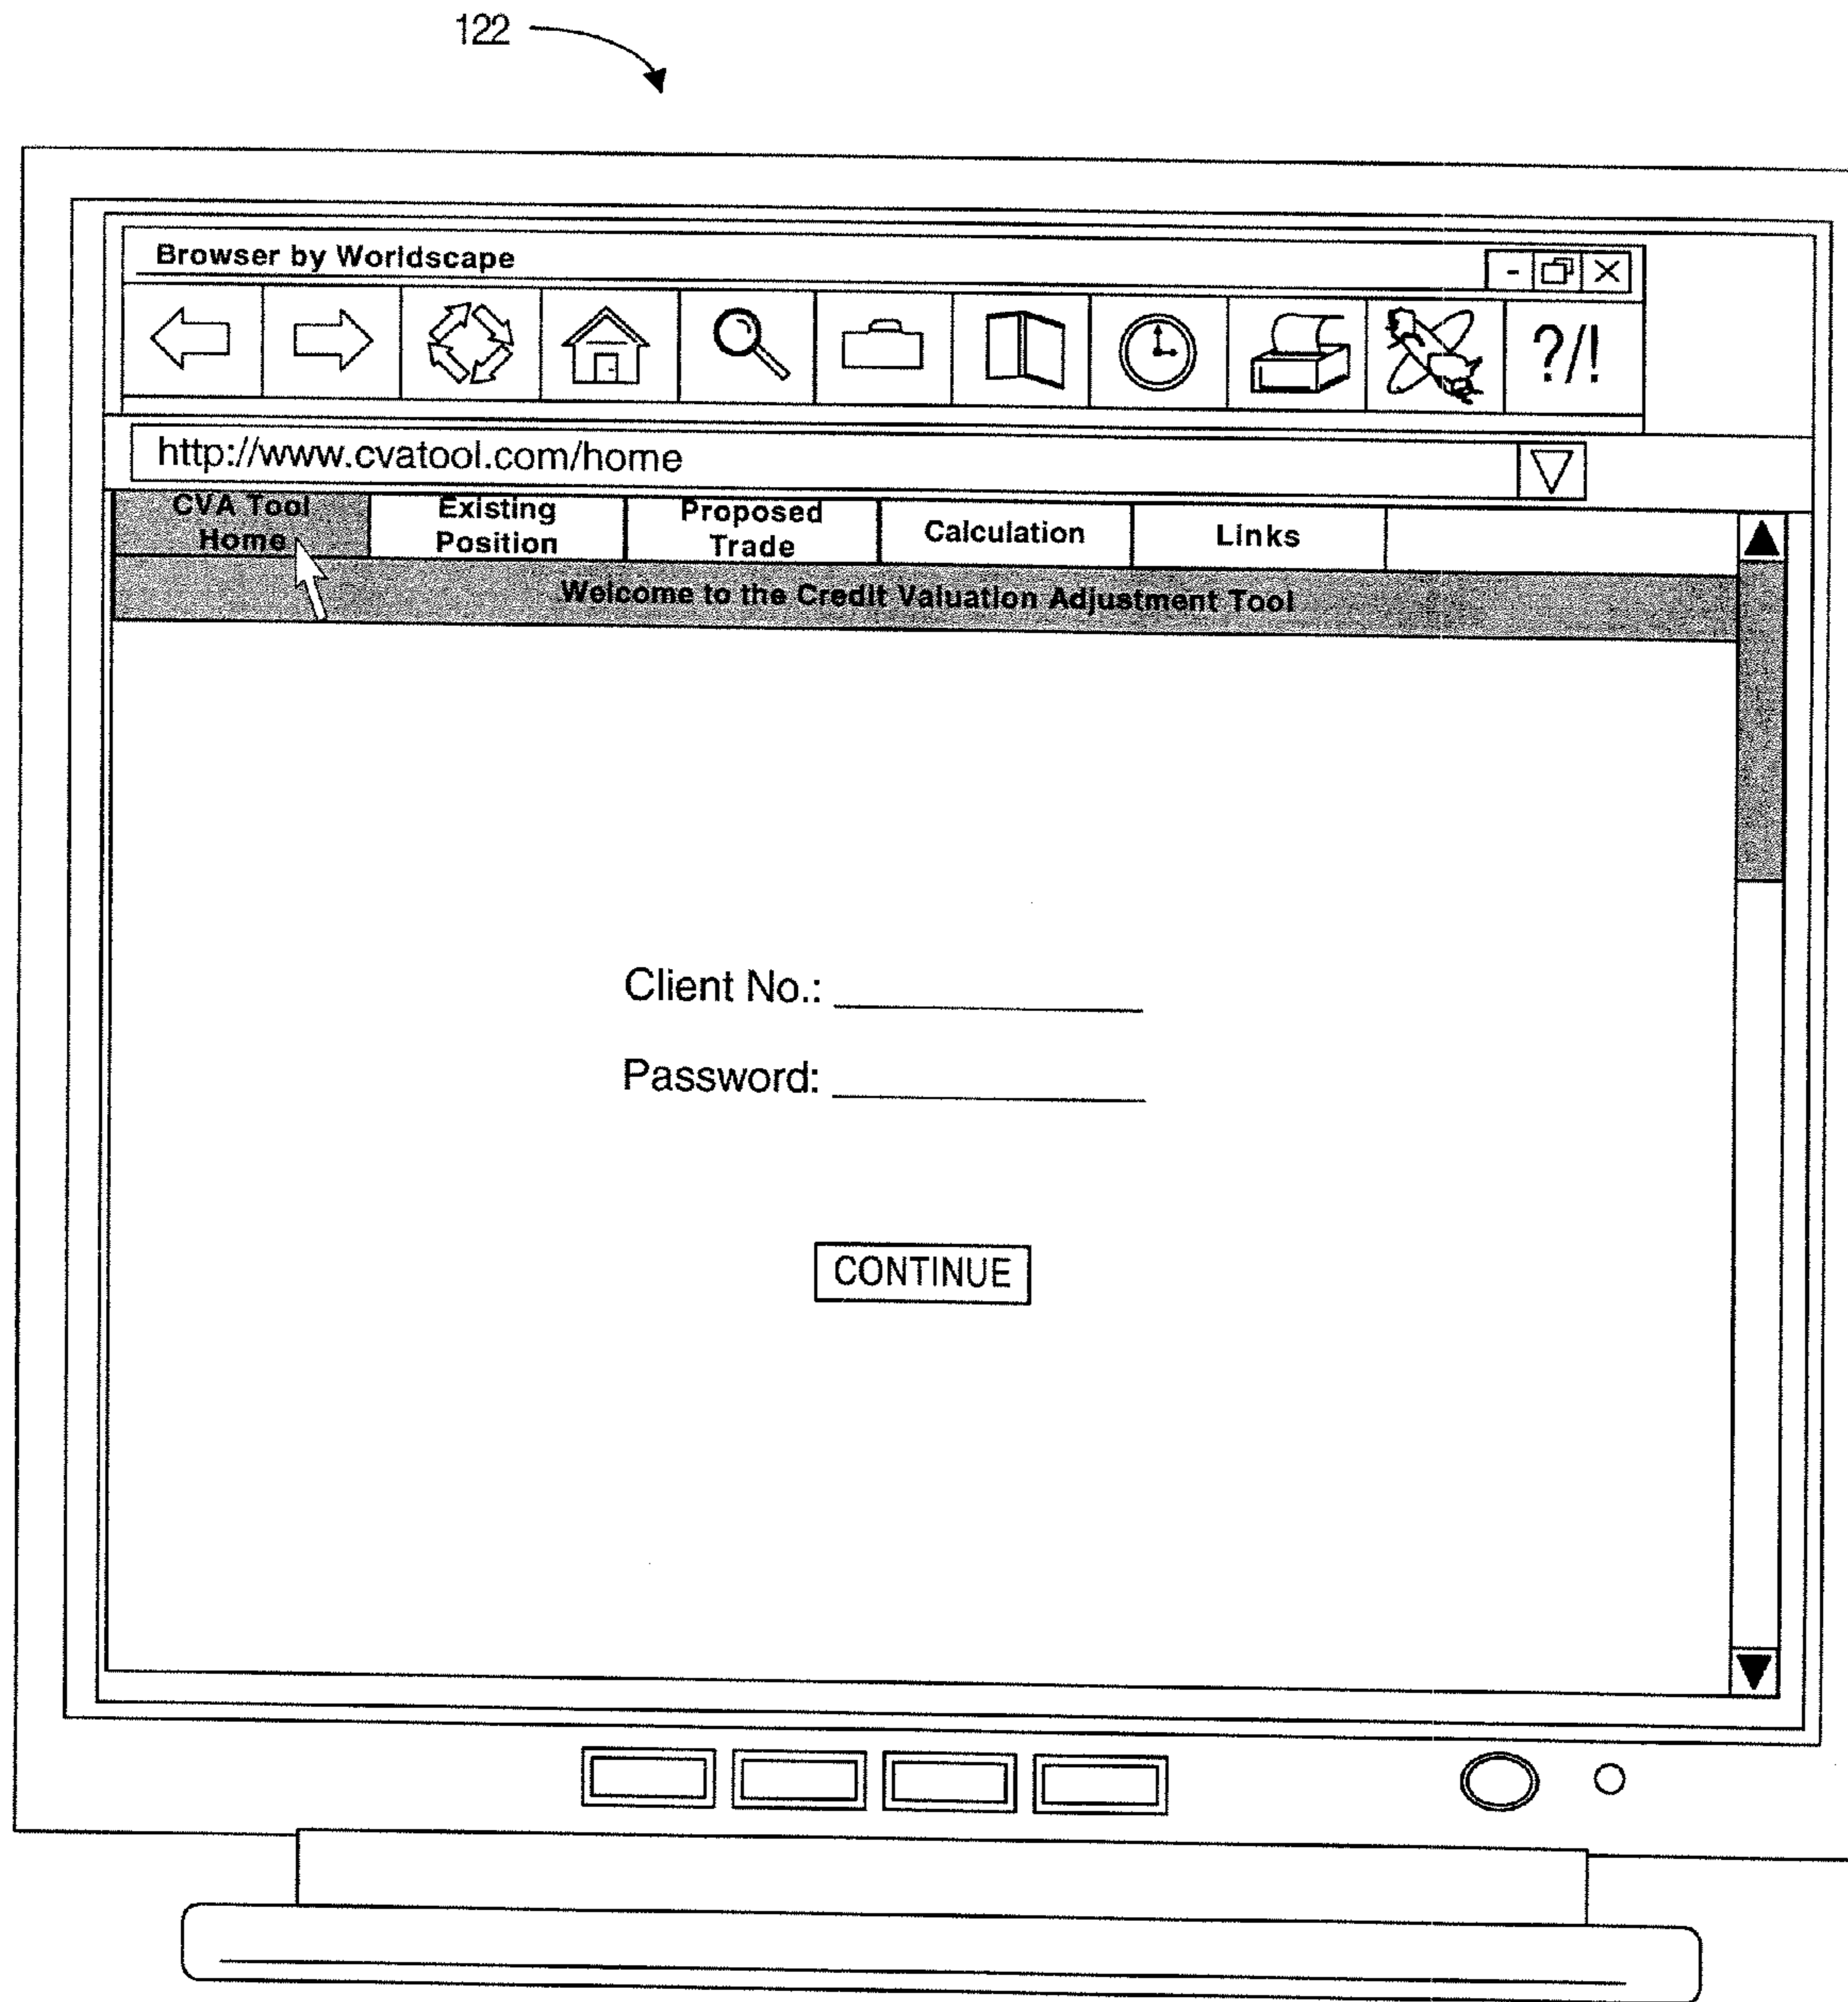 122
Browser by Worldscape
?/!
http://www.cvatool.com/home
CVA Tool
Home
Existing
Position
Proposed
Trade
Calculation
Links
Welcome to the Credit Valuation Adjustment Tool
Client No.:
Password:
CONTINUE